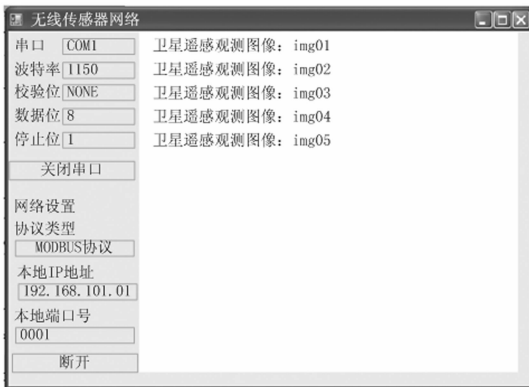 无线传感器网络
串口 COM1
波特率 1150
校验位 NONE
数据位 8
停止位 1
关闭串口
网络设置
协议类型
MODBUS协议
本地IP地址
192.168.101.01
本地端口号
0001
断开
卫星遥感观测图像：img01
卫星遥感观测图像：img02
卫星遥感观测图像：img03
卫星遥感观测图像：img04
卫星遥感观测图像：img05